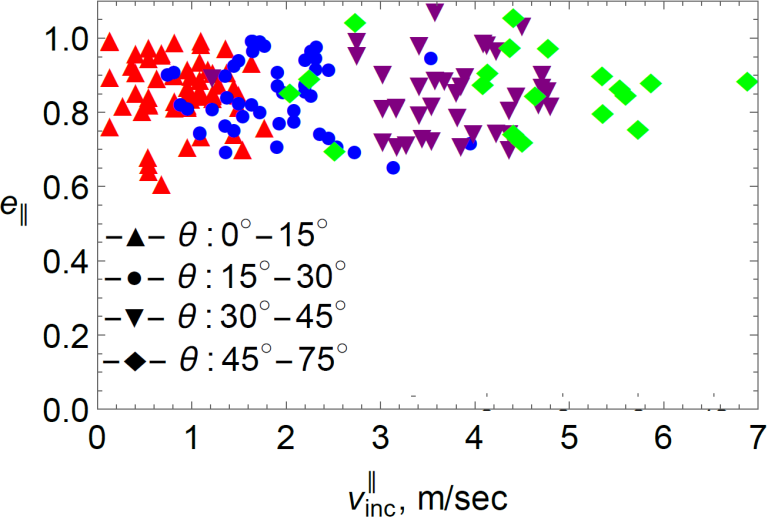 1.0
0.8
0.6
e∥
0.4
0.2
0.0
–▲– θ : 0° – 15°
–●– θ : 15° – 30°
–▼– θ : 30° – 45°
–◆– θ : 45° – 75°
0 1 2 3 4 5 6 7
v∥inc, m/sec